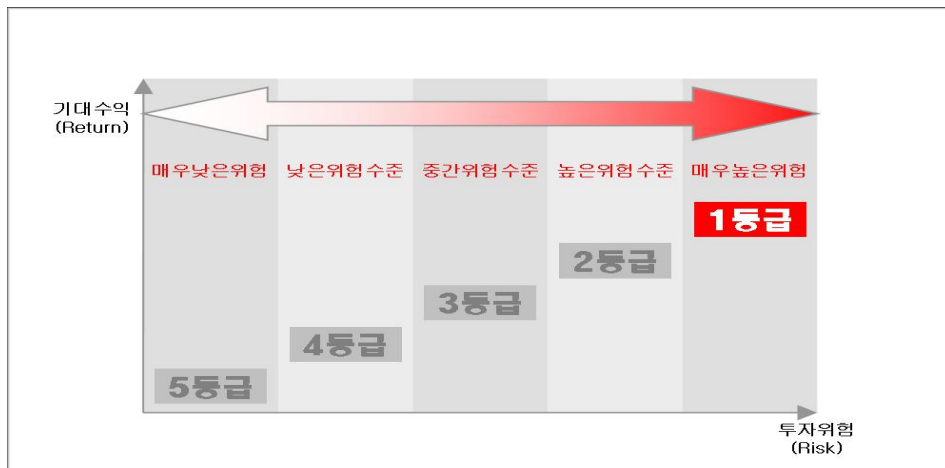 기대수익
(Return)
매우낮은위험 낮은위험수준 중간위험수준 높은위험수준 매우높은위험
1등급
2등급
3등급
4등급
5등급
투자위험
(Risk)